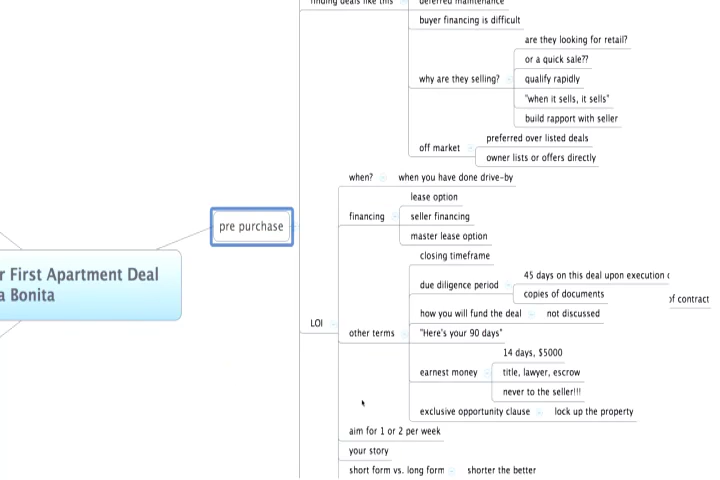 finding deals like this
deferred maintenance
buyer financing is difficult
why are they selling?
are they looking for retail?
or a quick sale??
qualify rapidly
"when it sells, it sells"
build rapport with seller
off market
preferred over listed deals
owner lists or offers directly
pre purchase
r First Apartment Deal
a Bonita
LOI
when?
when you have done drive-by
financing
lease option
seller financing
master lease option
other terms
closing timeframe
due diligence period
45 days on this deal upon execution
of contract
copies of documents
how you will fund the deal
not discussed
"Here's your 90 days"
earnest money
14 days, $5000
title, lawyer, escrow
never to the seller!!!
exclusive opportunity clause
lock up the property
aim for 1 or 2 per week
your story
short form vs. long form
shorter the better